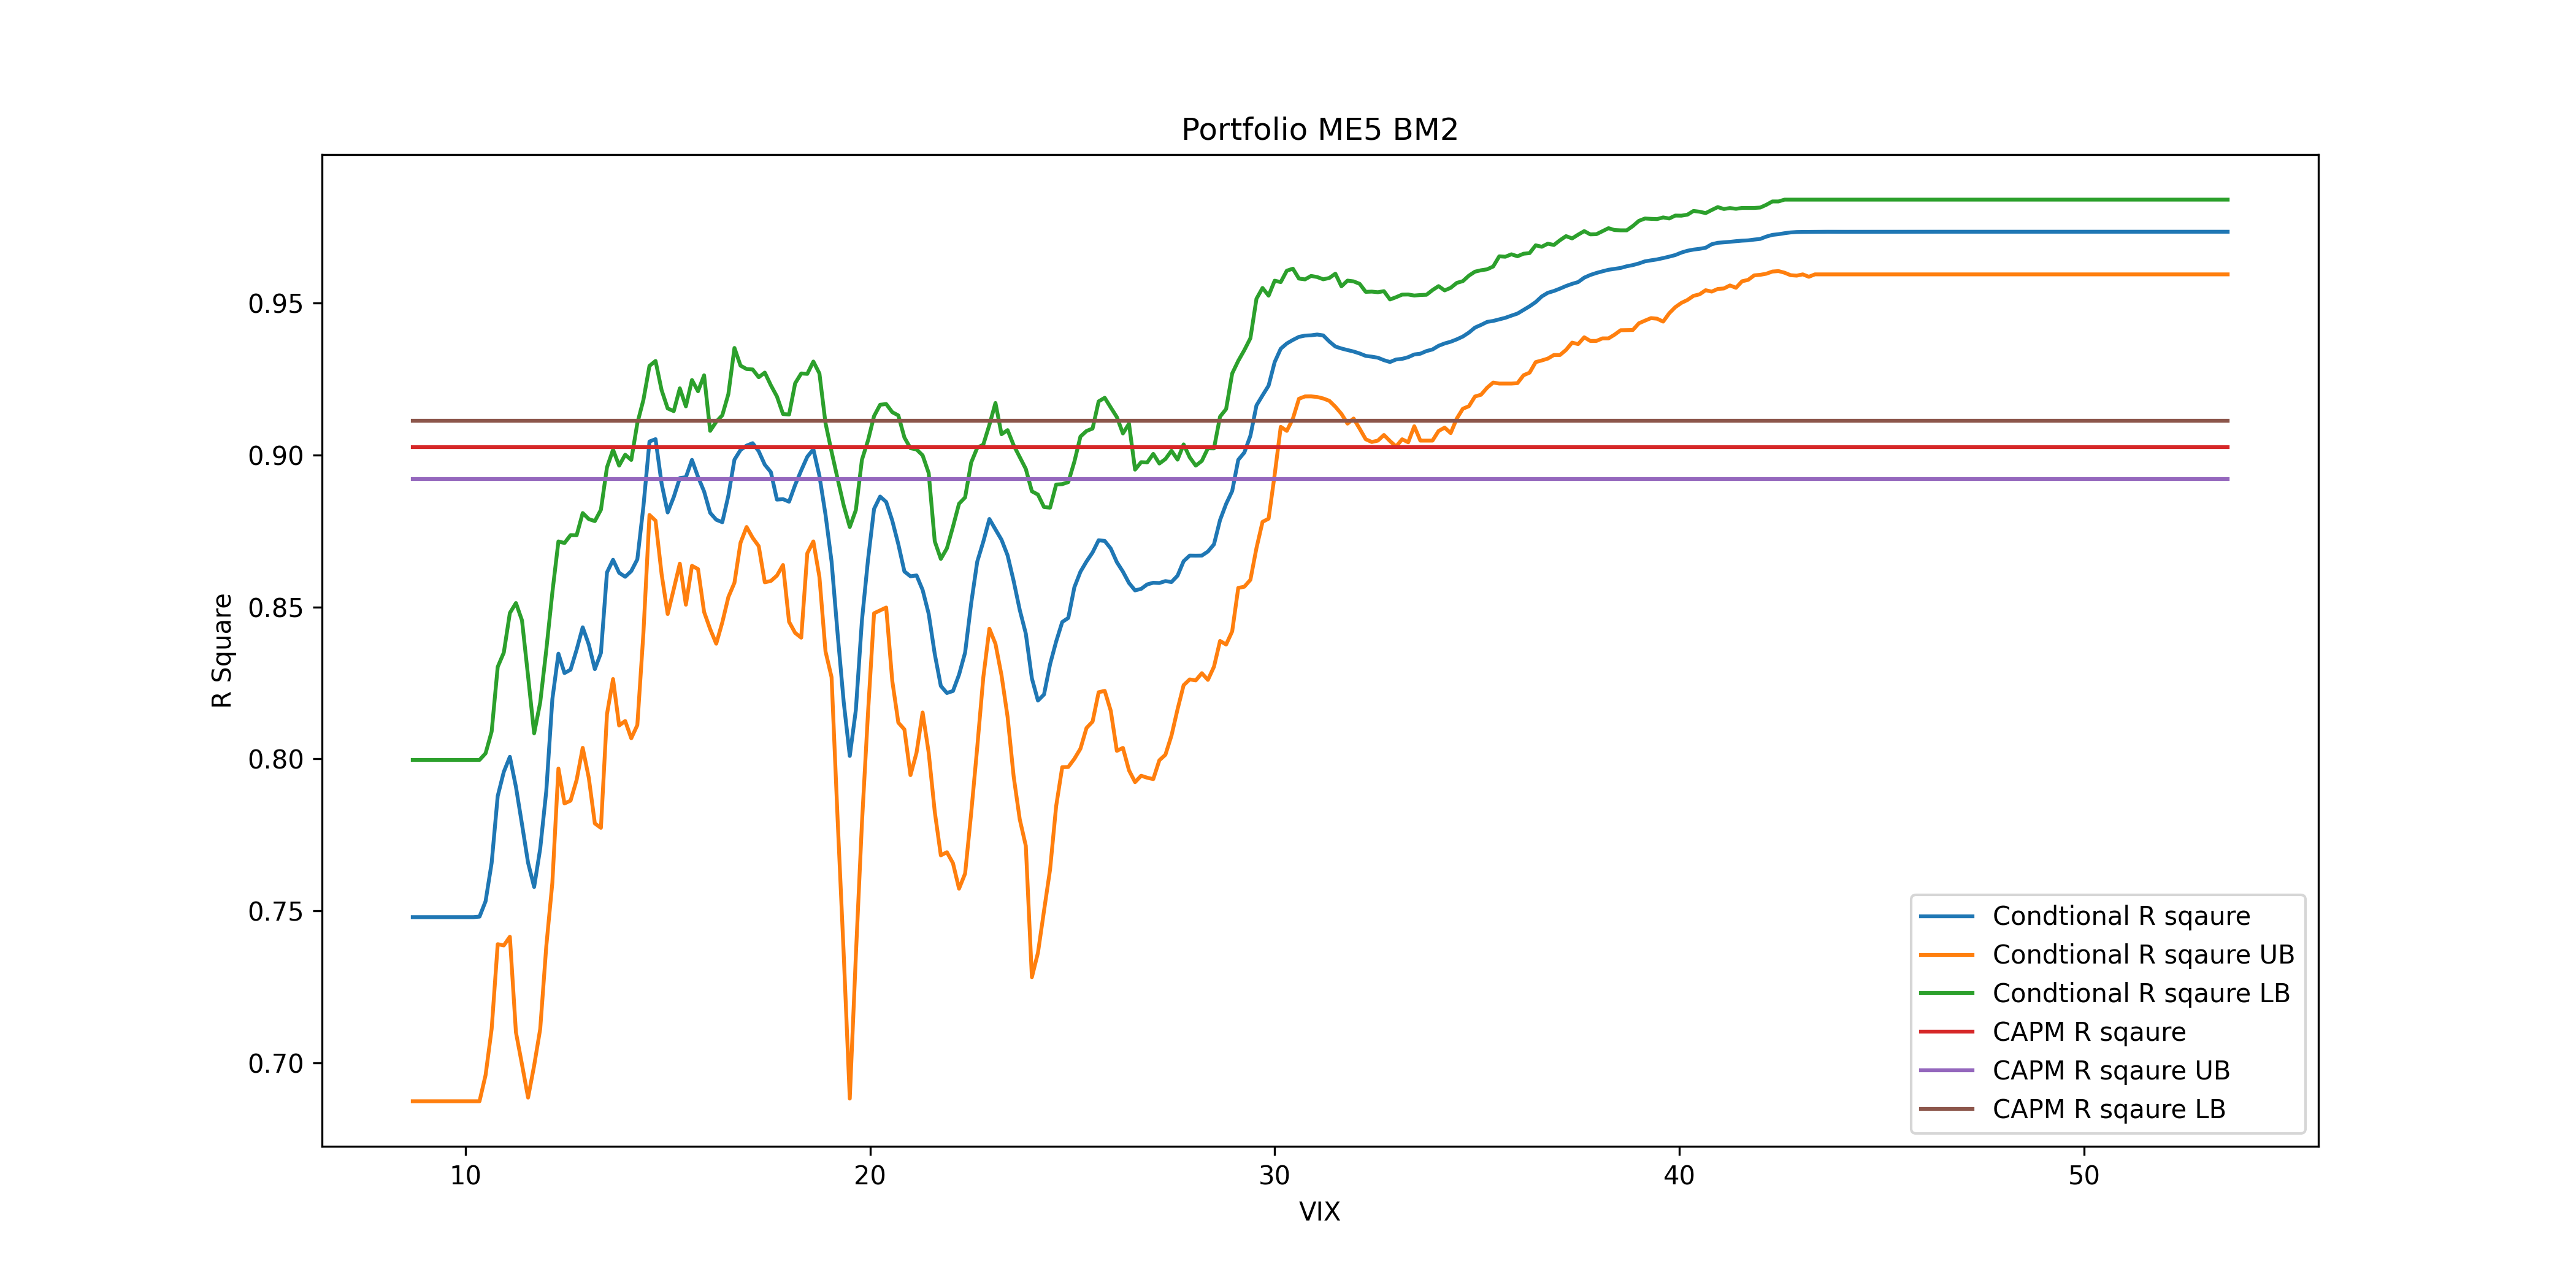 Portfolio ME5 BM2
R Square
0.95
0.90
0.85
0.80
0.75
0.70
10 20 30 40 50
VIX
Condtional R sqaure
Condtional R sqaure UB
Condtional R sqaure LB
CAPM R sqaure
CAPM R sqaure UB
CAPM R sqaure LB